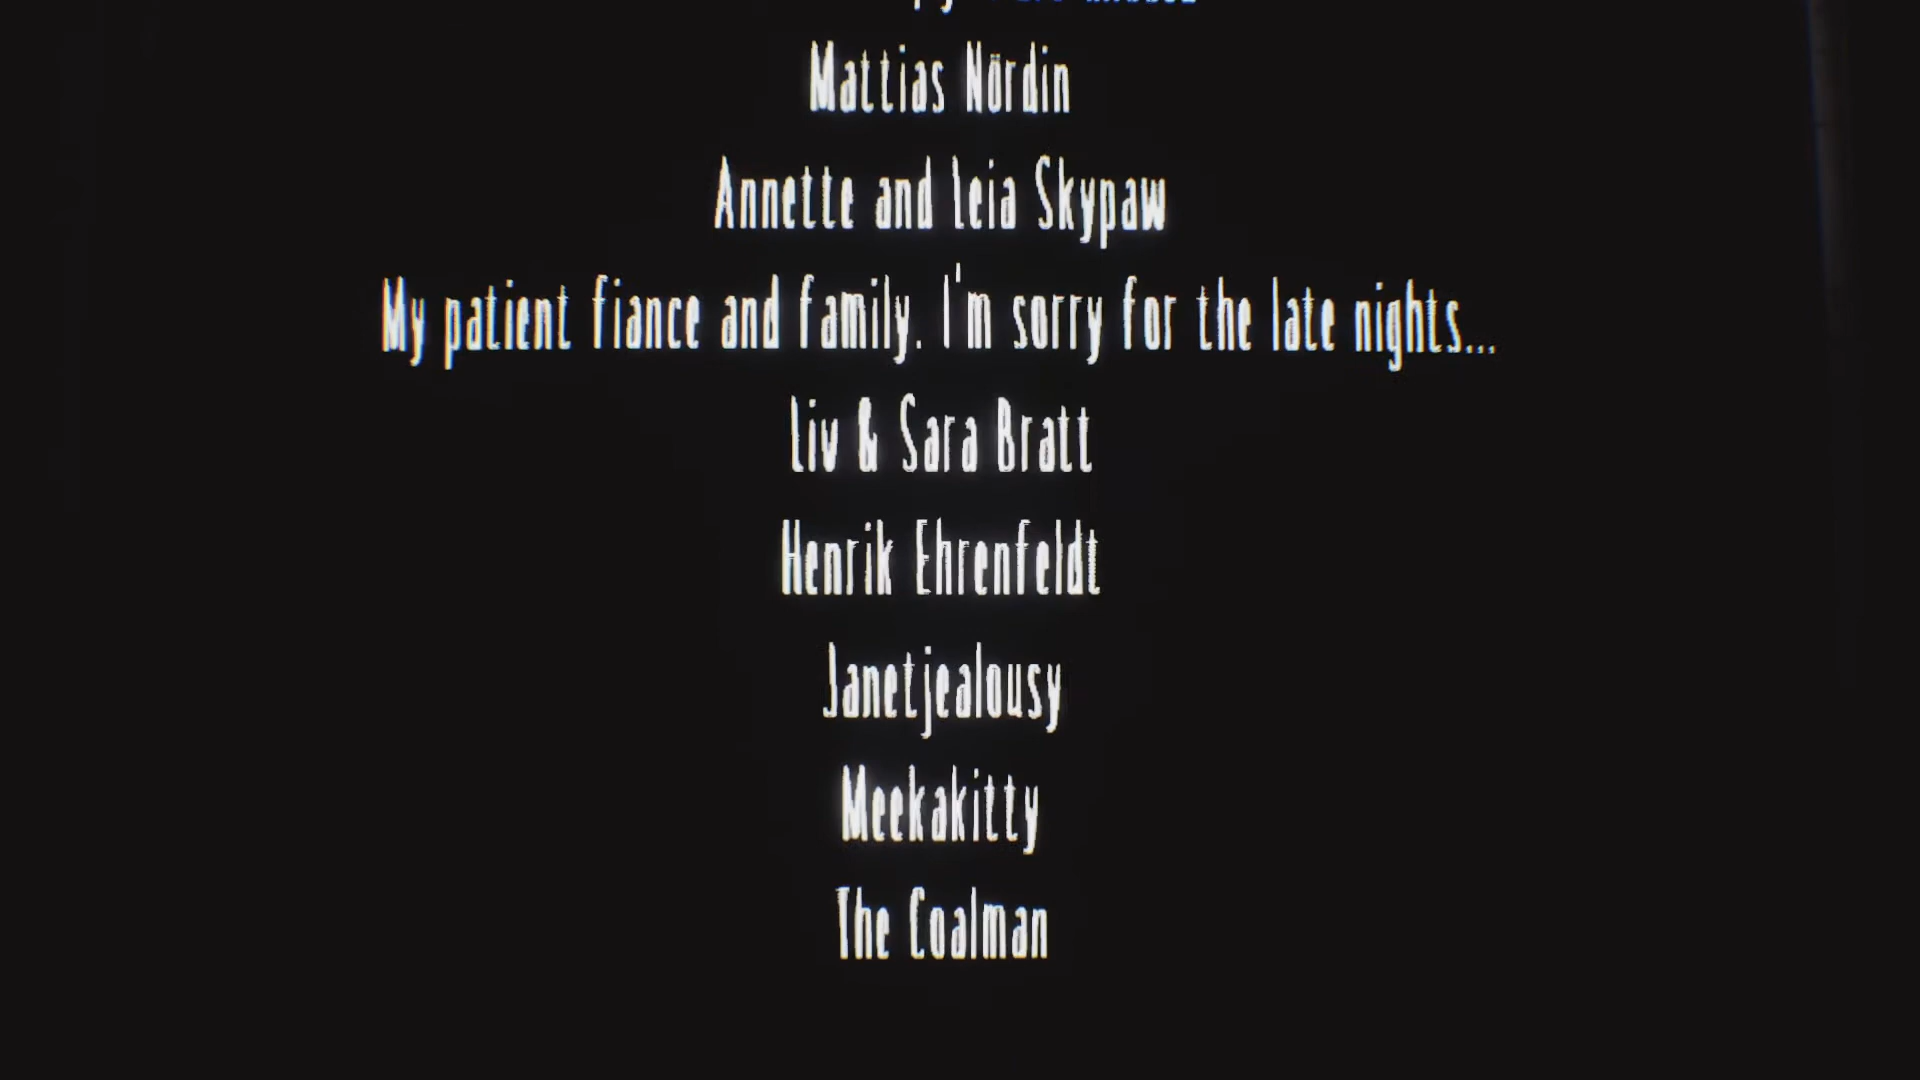 Mattias Nördin
Annette and Leia Skypaw
My patient fiance and family. I'm sorry for the late nights...
Liv & Sara Bratt
Henrik Ehrenfeldt
Janetjealousy
Meekakitty
The Coalman